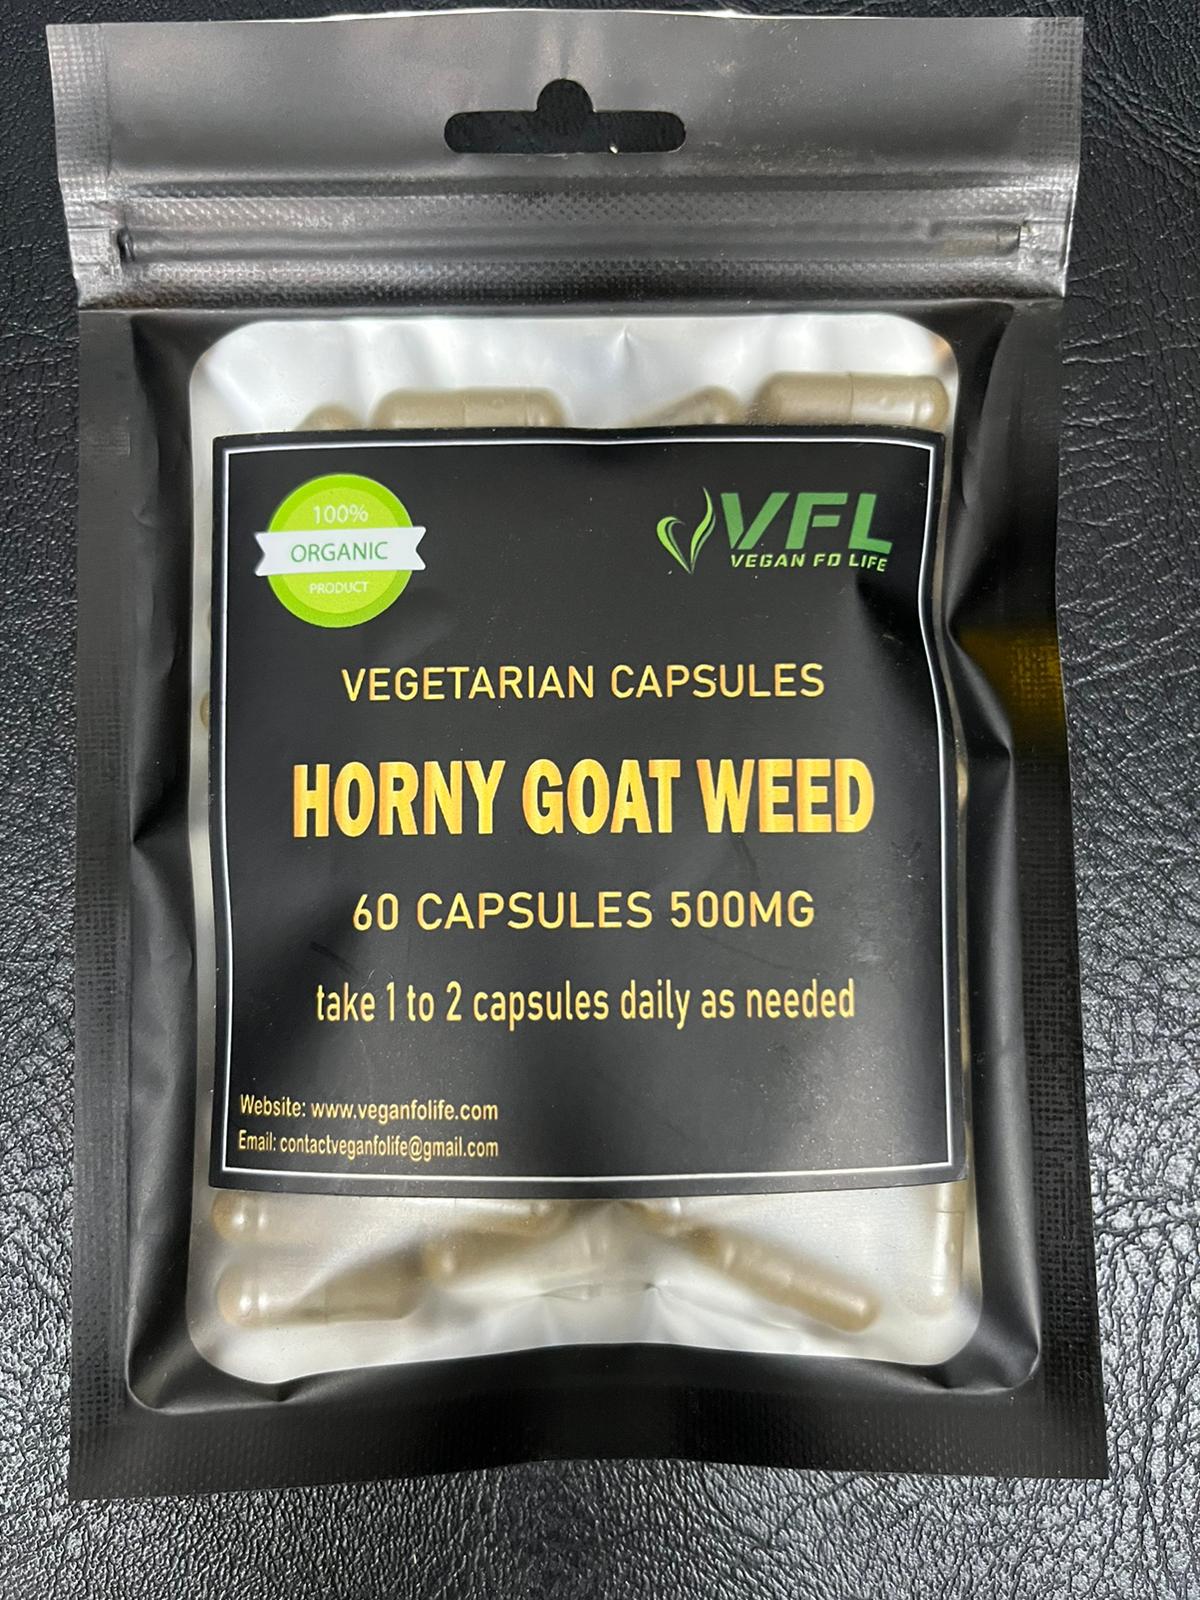 100%
ORGANIC
PRODUCT
VFL
VEGAN FO LIFE
VEGETARIAN CAPSULES
HORNY GOAT WEED
60 CAPSULES 500MG
take 1 to 2 capsules daily as needed
Website: www.veganfolife.com
Email: contactveganfolife@gmail.com